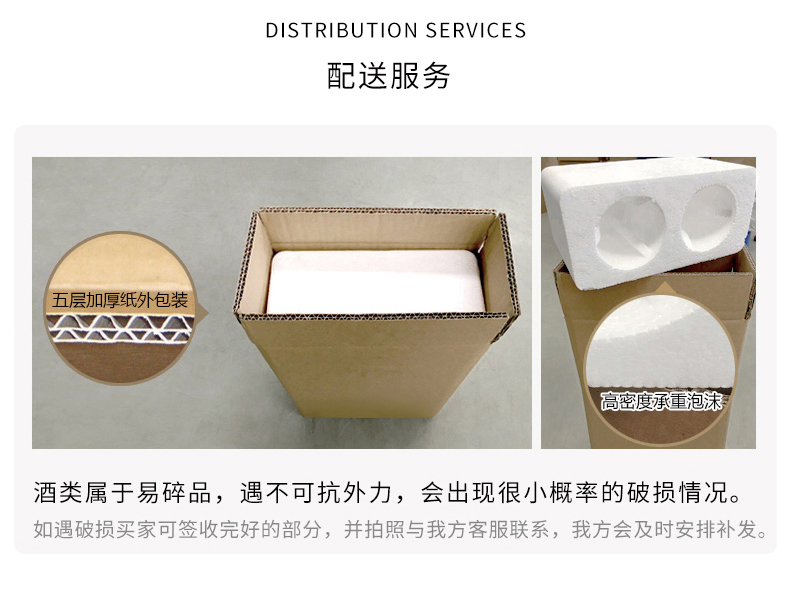 DISTRIBUTION SERVICES
配送服务
五层加厚纸外包装
高密度承重泡沫
酒类属于易碎品，遇不可抗外力，会出现很小概率的破损情况。
如遇破损买家可签收完好的部分，并拍照与我方客服联系，我方会及时安排补发。